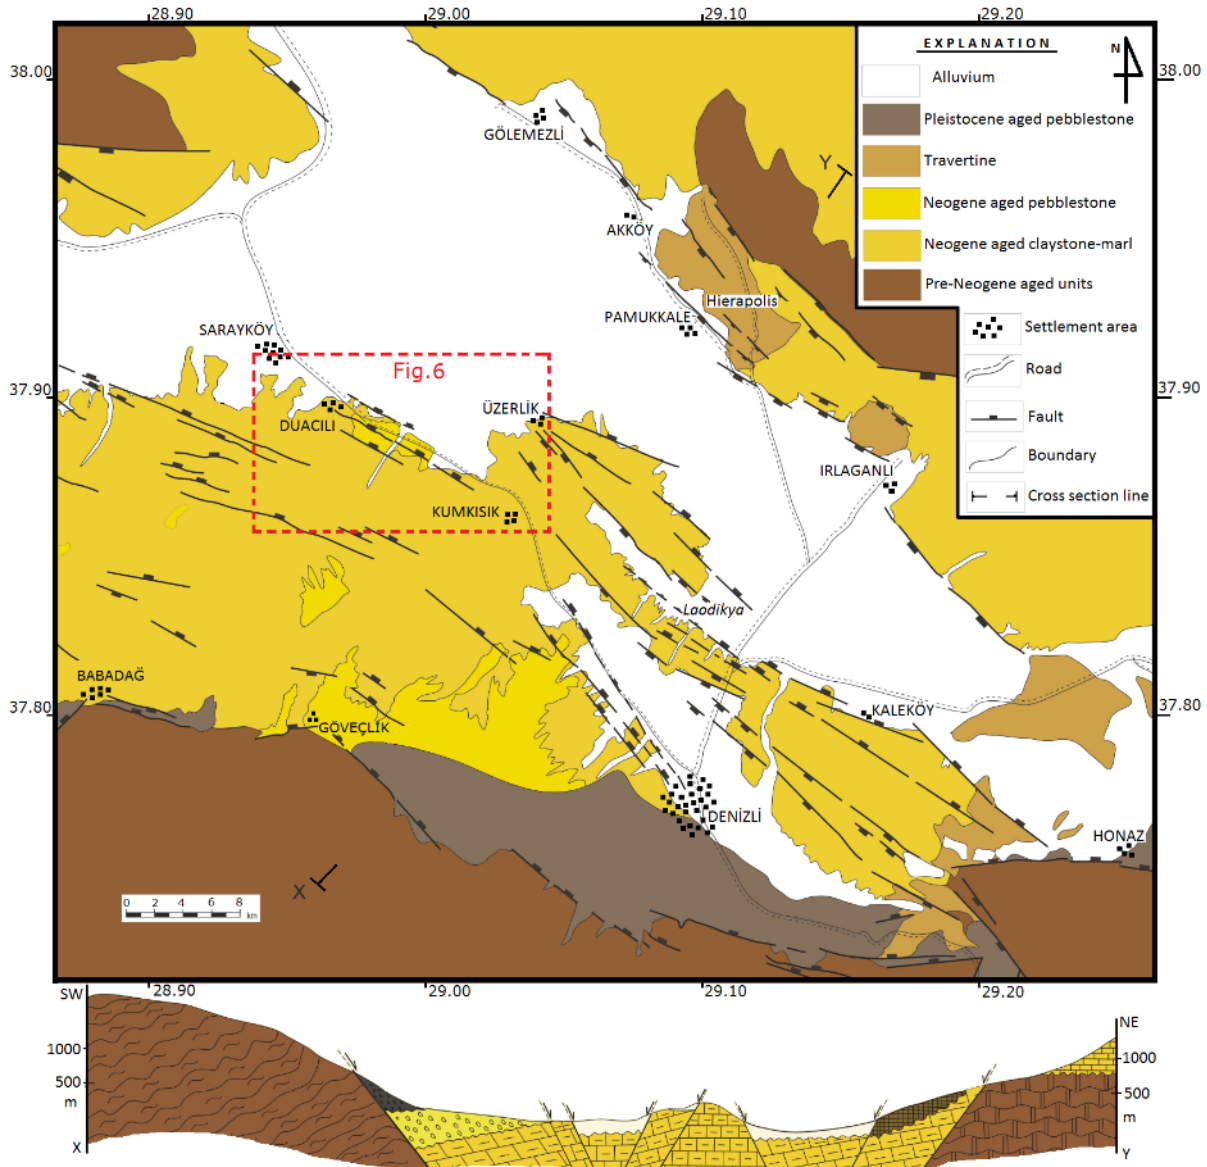 28.90 29.00 29.10 29.20
EXPLANATION
N
38.00 38.00
Alluvium
Pleistocene aged pebblestone
Travertine
Neogene aged pebblestone
Neogene aged claystone-marl
Pre-Neogene aged units
Settlement area
Road
Fault
Boundary
Cross section line
GÖLEMEZLİ
Y
AKKÖY
Hierapolis
PAMUKKALE
SARAYKÖY
Fig.6
37.90 37.90
ÜZERLİK
DUACILI
IRLAGANLI
KUMKISIK
Laodikya
BABADAĞ
37.80 37.80
GÖVEÇLİK
KALEKÖY
DENİZLİ
HONAZ
X
0 2 4 6 8
km
28.90 29.00 29.10 29.20
SW NE
1000 1000
500 500
m m
X Y